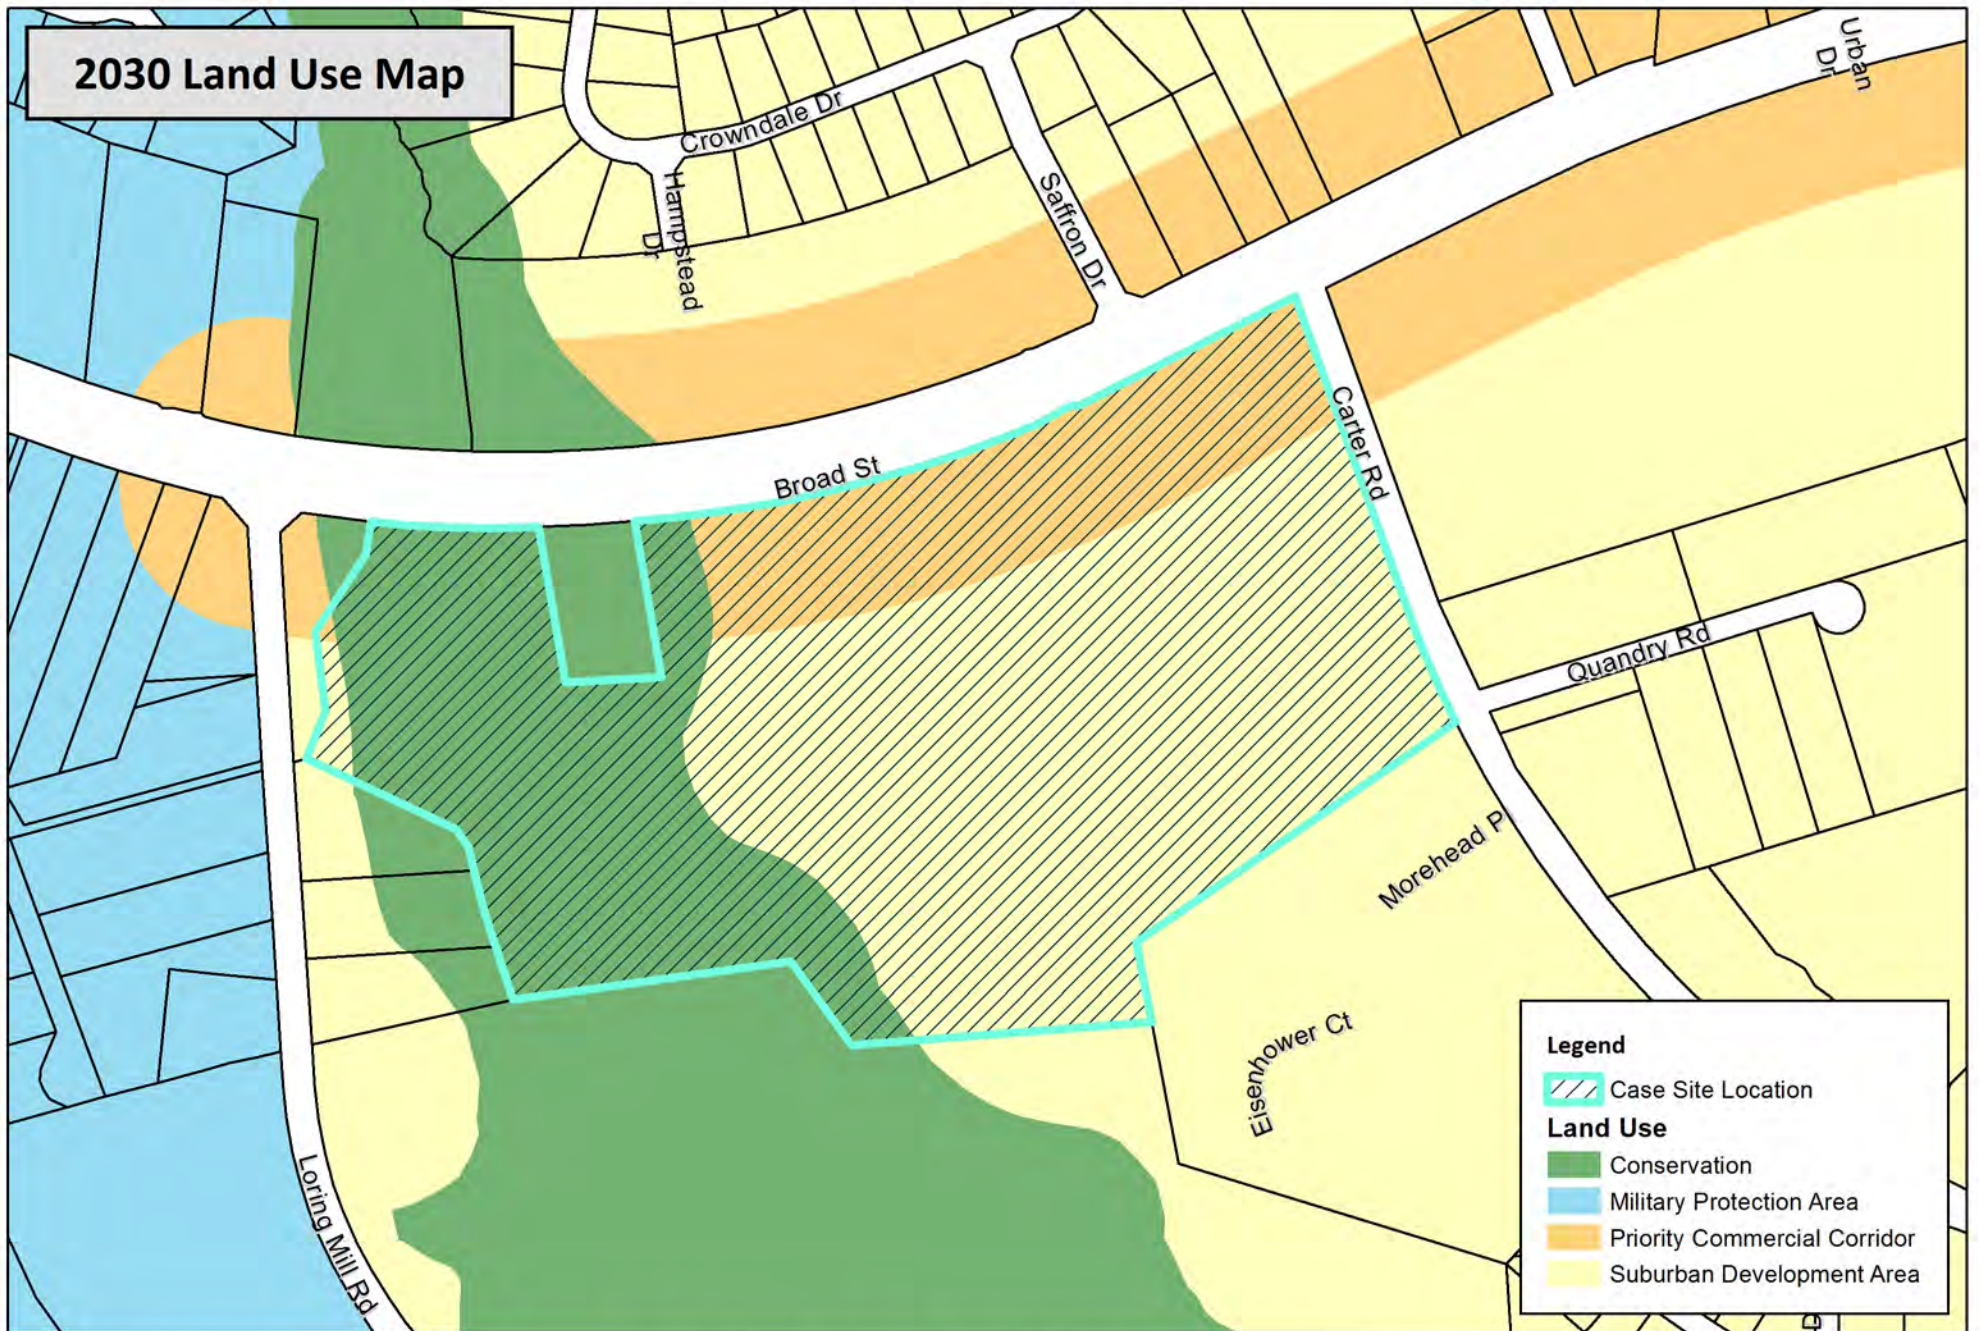 2030 Land Use Map
Urban
Dr
Crowndale Dr
Hampstead
Dr
Saffron Dr
Broad St
Carter Rd
Quandry Rd
Morehead Pl
Eisenhower Ct
Loring Mill Rd
Legend
Case Site Location
Land Use
Conservation
Military Protection Area
Priority Commercial Corridor
Suburban Development Area
D